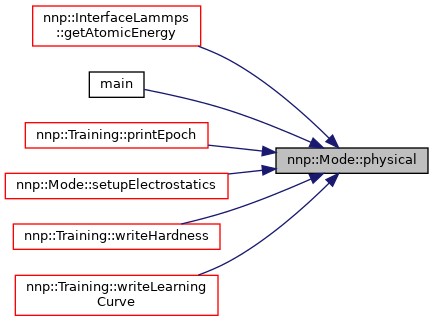 nnp::InterfaceLammps
::getAtomicEnergy
main
nnp::Training::printEpoch
nnp::Mode::physical
nnp::Mode::setupElectrostatics
nnp::Training::writeHardness
nnp::Training::writeLearning
Curve